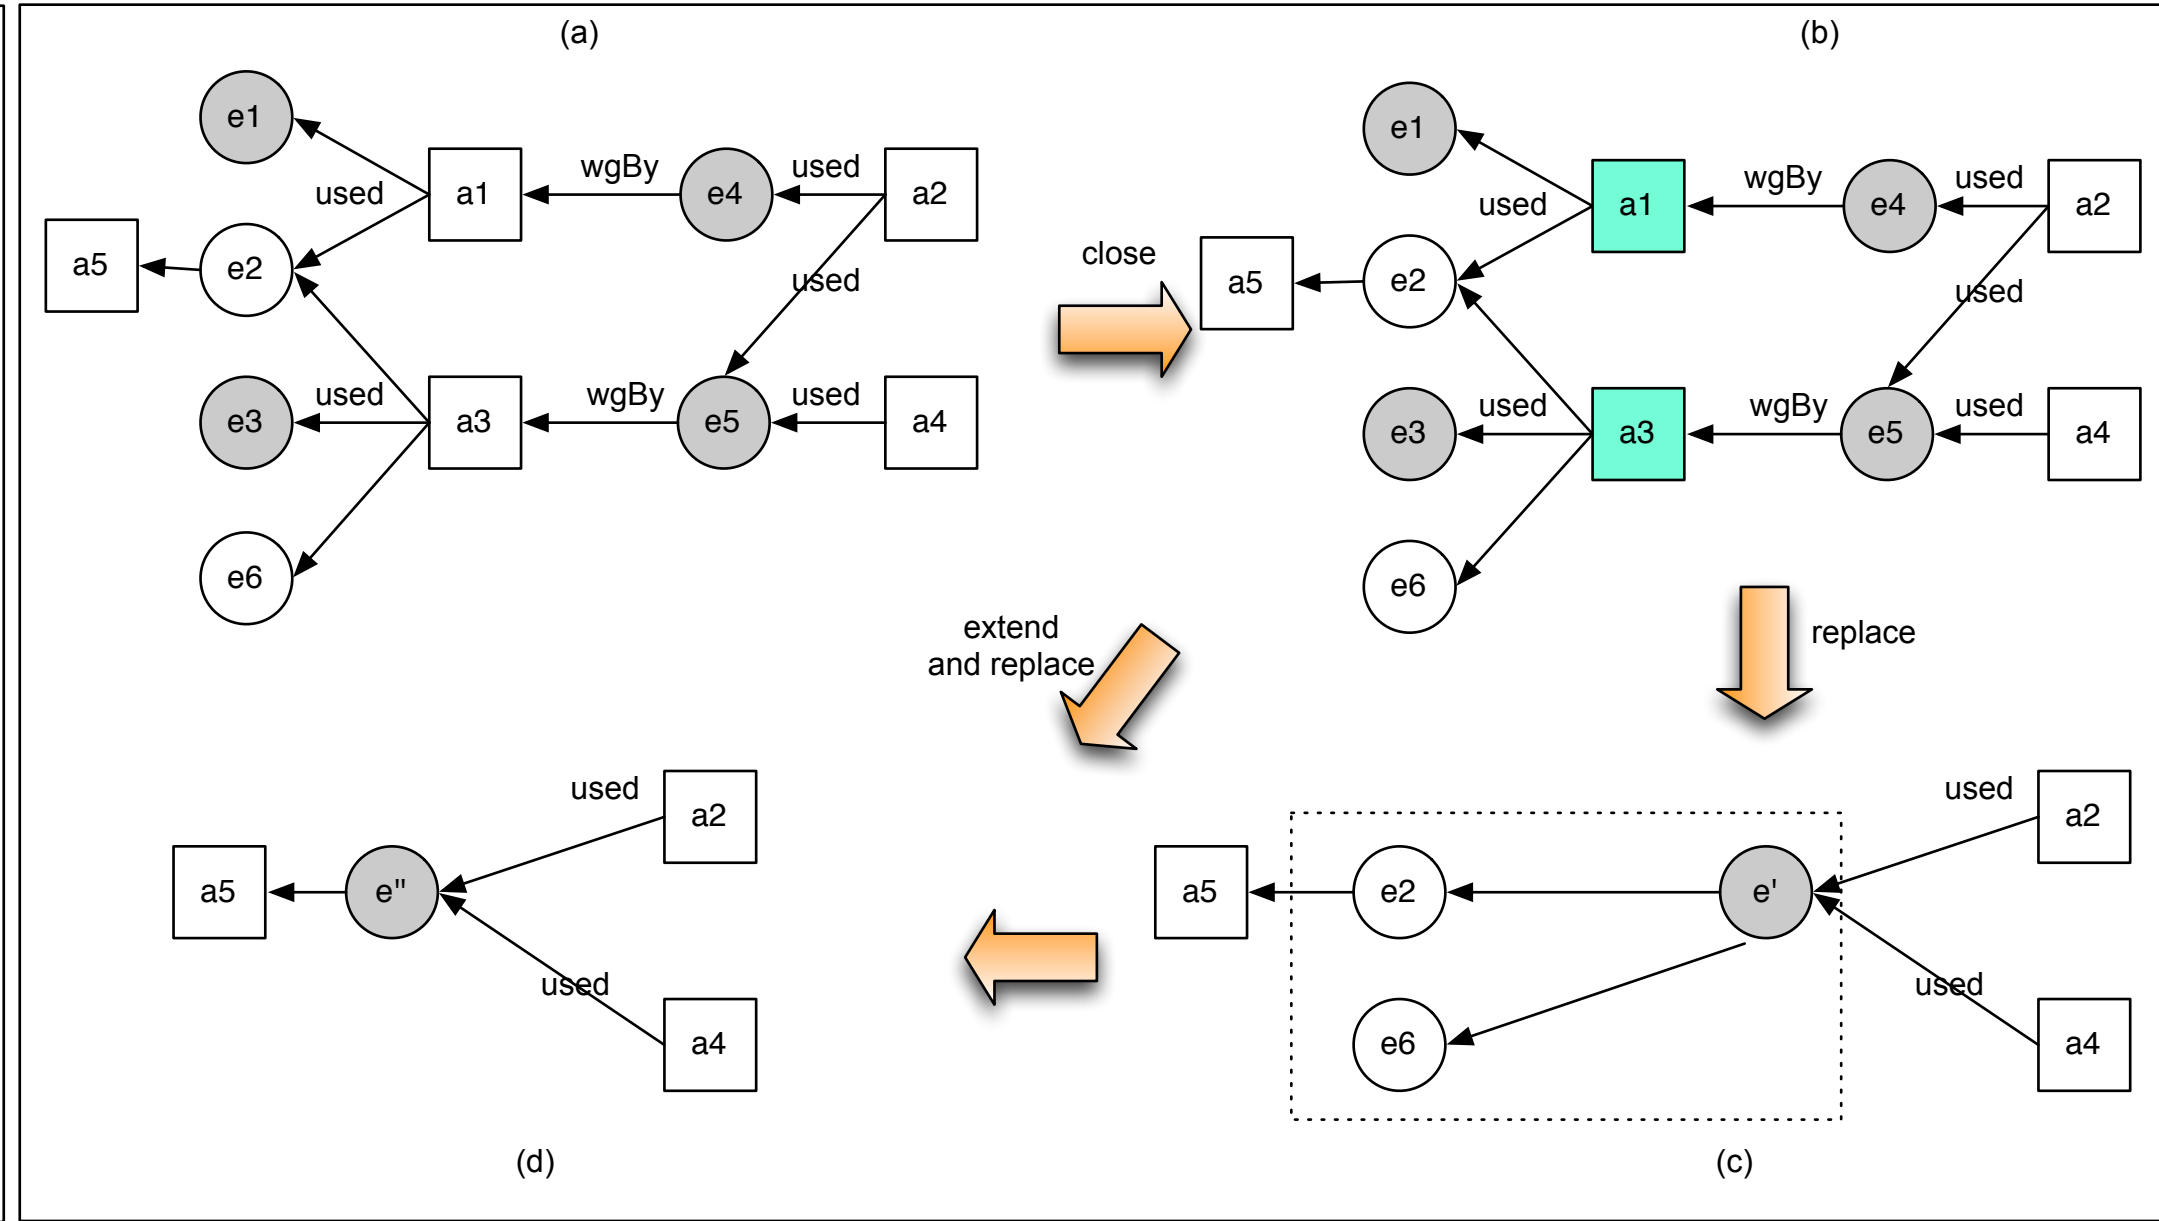 (a)
e1
used
a1
wgBy
e4
used
a2
a5
e2
used
e3
used
a3
wgBy
e5
used
a4
e6
close
(b)
e1
used
a1
wgBy
e4
used
a2
a5
e2
used
e3
used
a3
wgBy
e5
used
a4
e6
extend
and replace
replace
used
a2
a5
e"
used
a4
(d)
used
a2
a5
e2
e'
used
e6
a4
(c)